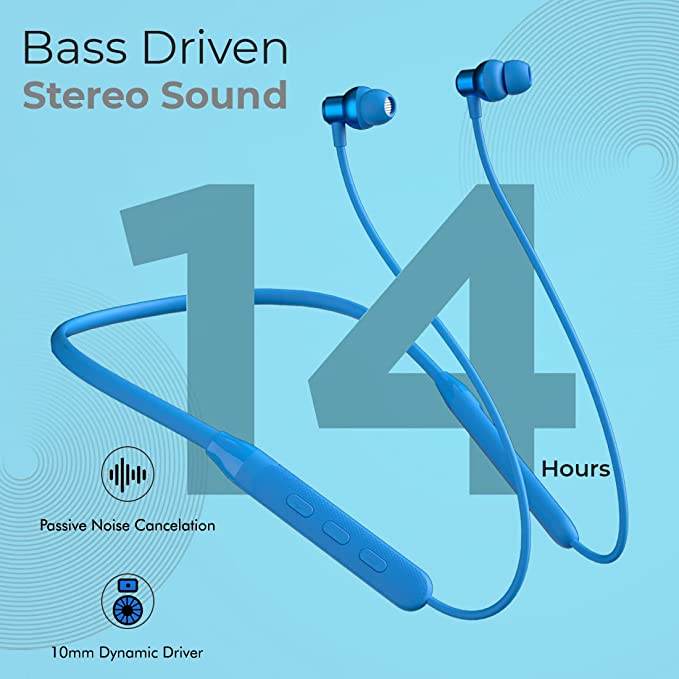 Bass Driven
Stereo Sound
14
Hours
Passive Noise Cancelation
10mm Dynamic Driver